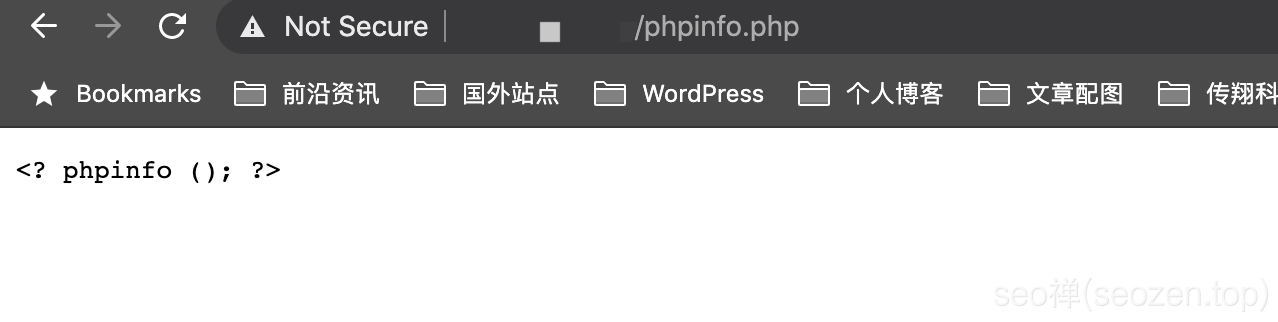 Not Secure /phpinfo.php
Bookmarks 前沿资讯 国外站点 WordPress 个人博客 文章配图 传翔科
<? phpinfo (); ?>
seo禅(seozen.top)